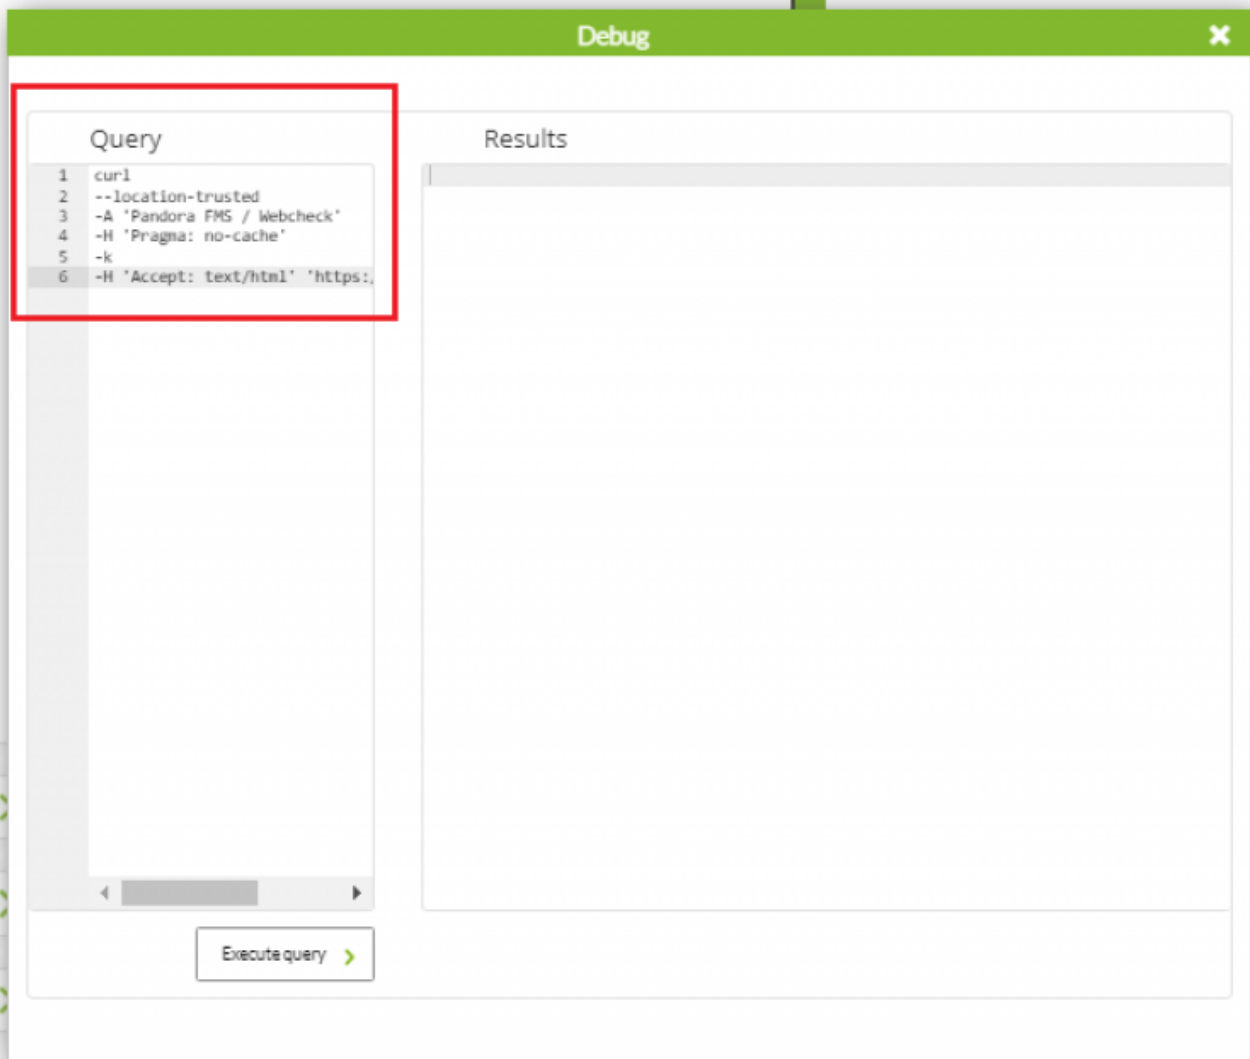 Debug
Query
Results
1 curl
2 --location-trusted
3 -A 'Pandora FMS / Webcheck'
4 -H 'Pragma: no-cache'
5 -k
6 -H 'Accept: text/html' 'https:/
Execute query